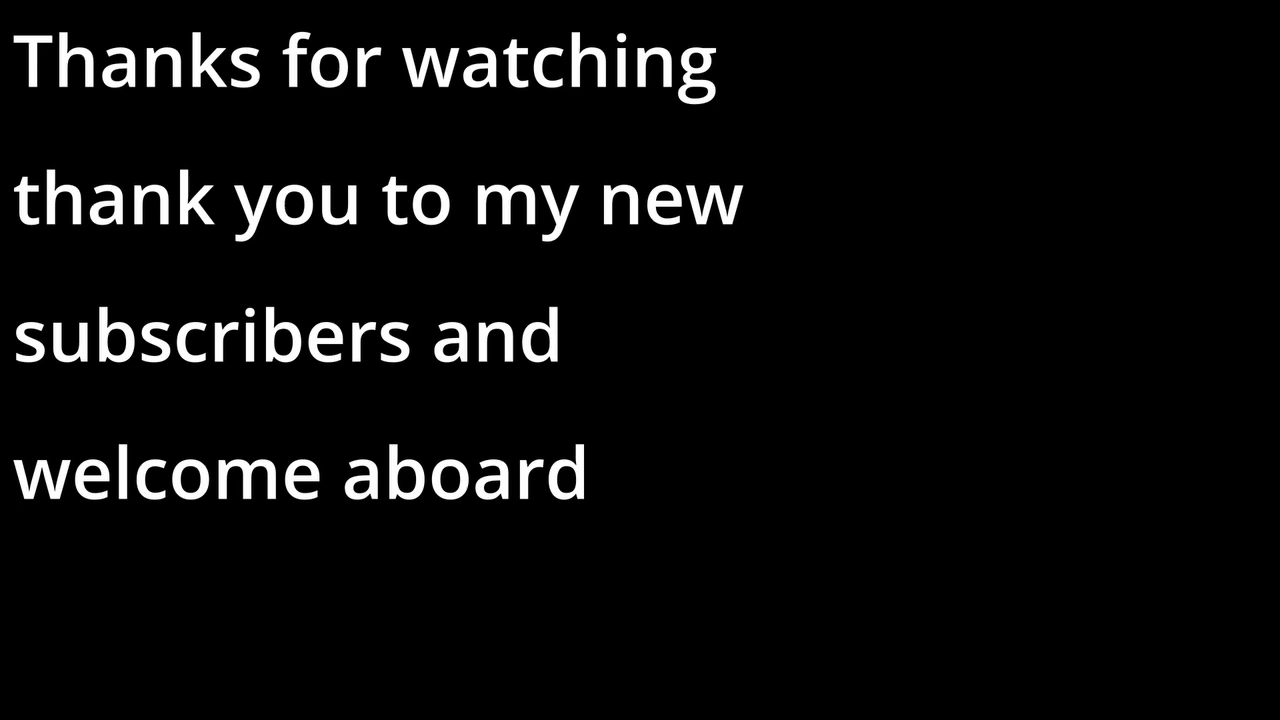 Thanks for watching
thank you to my new
subscribers and
welcome aboard